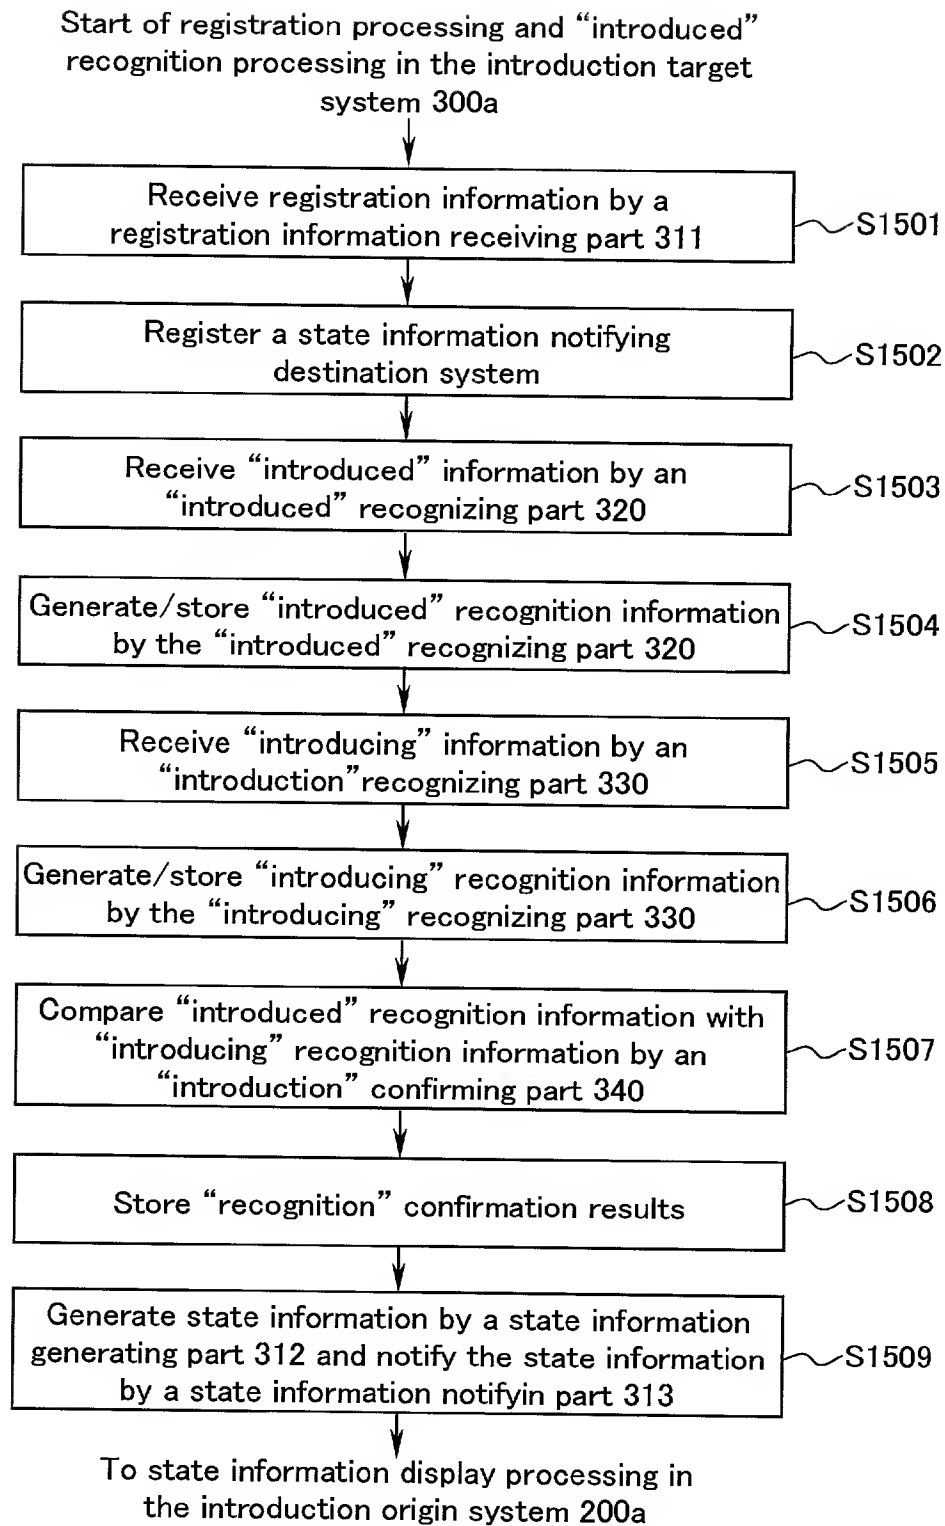 Start of registration processing and “introduced”
recognition processing in the introduction target
system 300a
Receive registration information by a
registration information receiving part 311
S1501
Register a state information notifying
destination system
S1502
Receive “introduced” information by an
“introduced” recognizing part 320
S1503
Generate/store “introduced” recognition information
by the “introduced” recognizing part 320
S1504
Receive “introducing” information by an
“introduction”recognizing part 330
S1505
Generate/store “introducing” recognition information
by the “introducing” recognizing part 330
S1506
Compare “introduced” recognition information with
“introducing” recognition information by an
“introduction” confirming part 340
S1507
Store “recognition” confirmation results
S1508
Generate state information by a state information
generating part 312 and notify the state information
by a state information notifyin part 313
S1509
To state information display processing in
the introduction origin system 200a